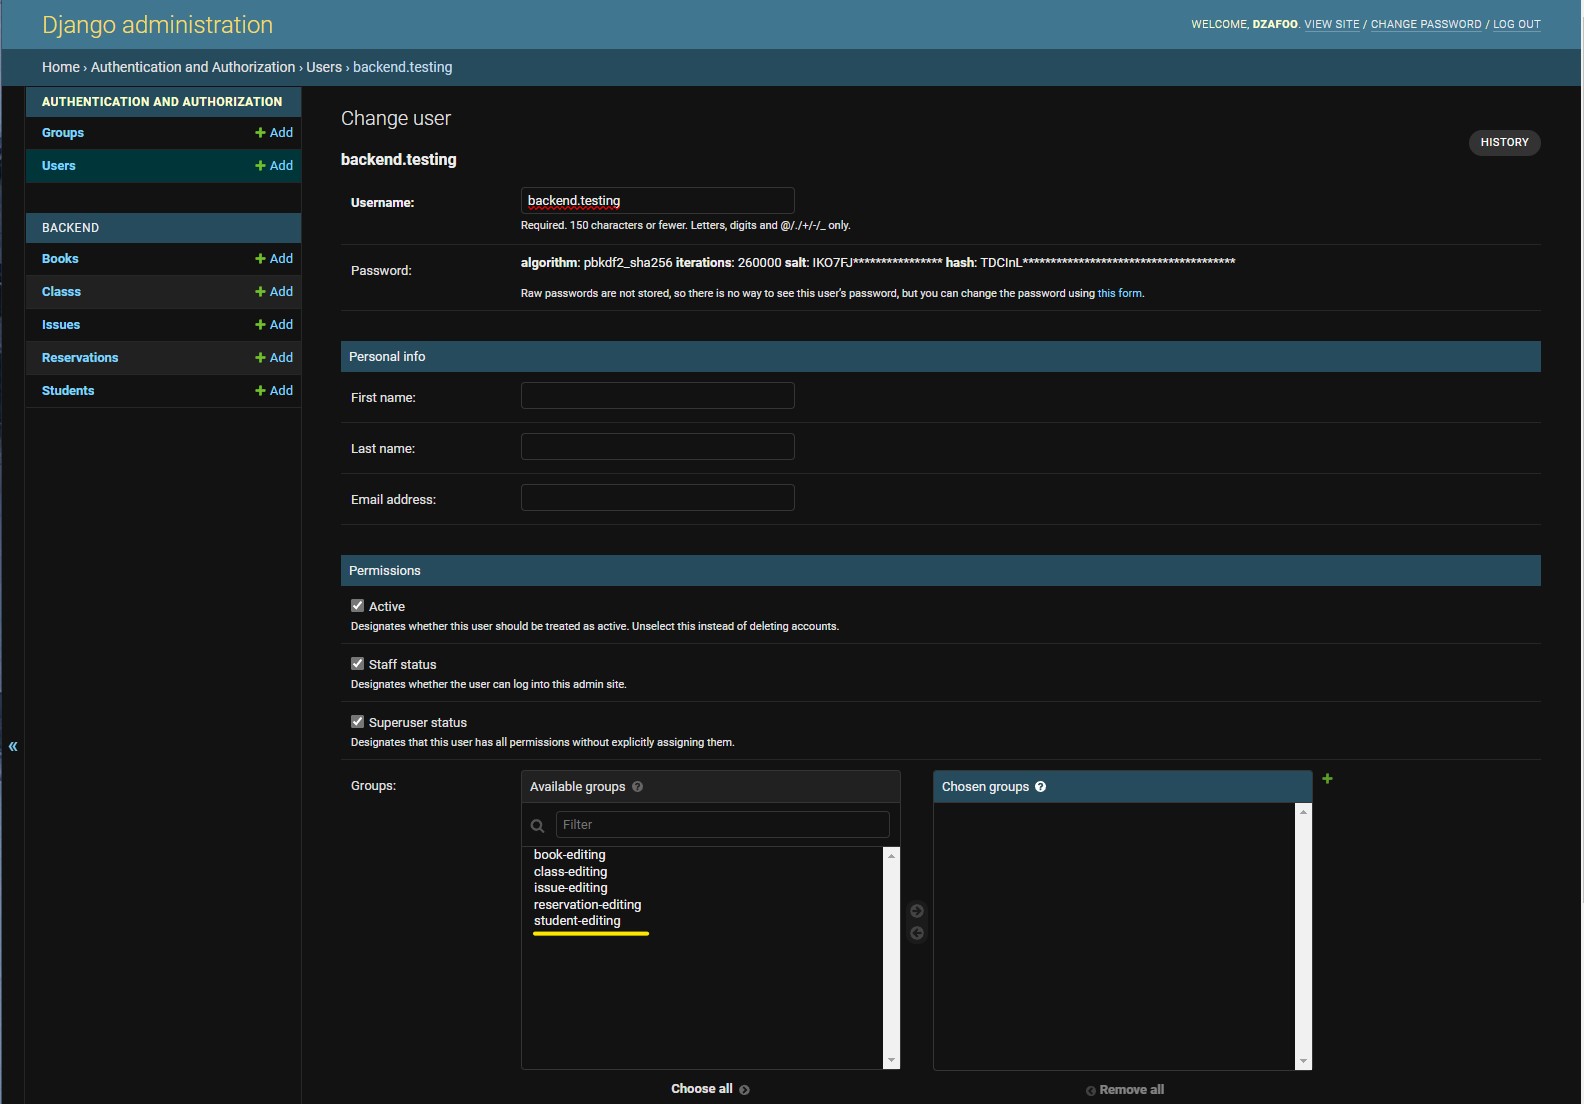 Django administration
WELCOME, DZAFOO. VIEW SITE / CHANGE PASSWORD / LOG OUT
Home › Authentication and Authorization › Users › backend.testing
AUTHENTICATION AND AUTHORIZATION
Groups + Add
Users + Add
BACKEND
Books + Add
Classs + Add
Issues + Add
Reservations + Add
Students + Add
«
Change user
HISTORY
backend.testing
Username: backend.testing
Required. 150 characters or fewer. Letters, digits and @/./+/-/_ only.
Password: algorithm: pbkdf2_sha256 iterations: 260000 salt: IKO7FJ**************** hash: TDCInL**************************************
Raw passwords are not stored, so there is no way to see this user's password, but you can change the password using this form.
Personal info
First name:
Last name:
Email address:
Permissions
Active
Designates whether this user should be treated as active. Unselect this instead of deleting accounts.
Staff status
Designates whether the user can log into this admin site.
Superuser status
Designates that this user has all permissions without explicitly assigning them.
Groups:
Available groups ?
Filter
book-editing
class-editing
issue-editing
reservation-editing
student-editing
Choose all
Chosen groups ?
+
Remove all